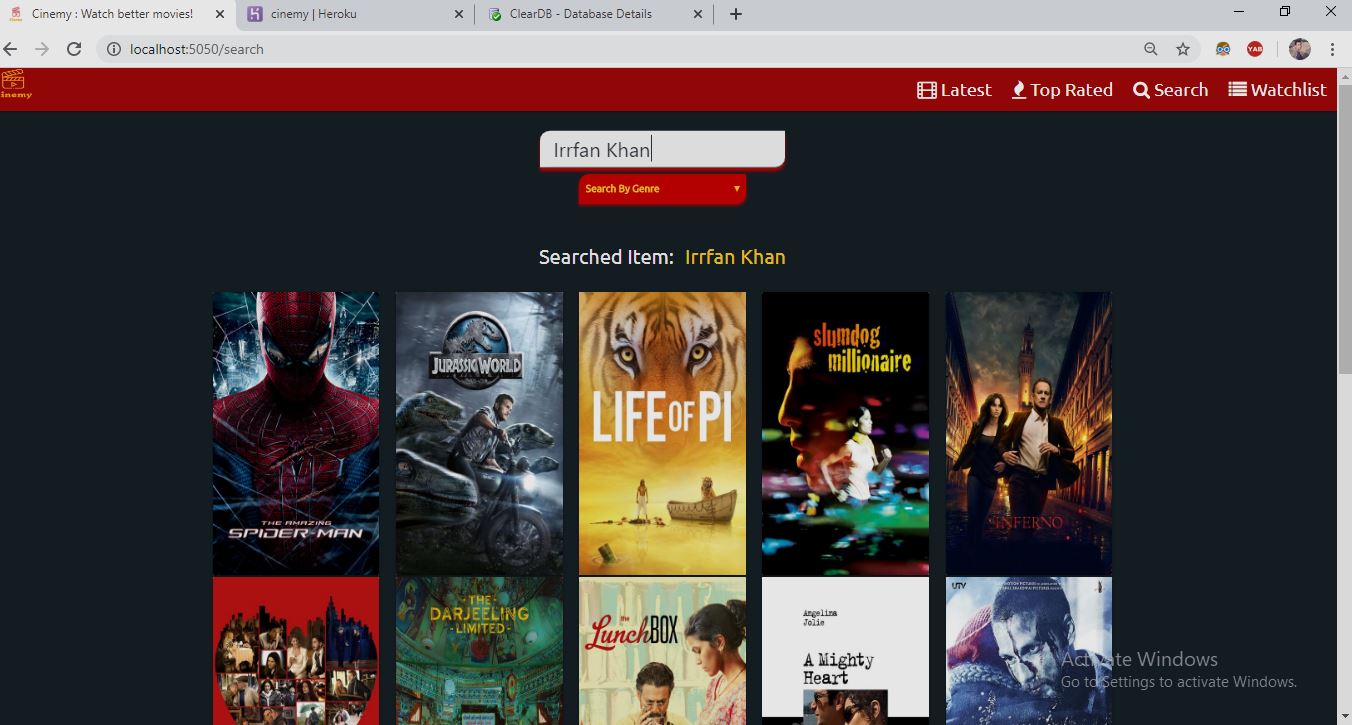 Cinemy : Watch better movies!
cinemy | Heroku
ClearDB - Database Details
localhost:5050/search
YAB
inemy
Latest
Top Rated
Search
Watchlist
Irrfan Khan
Search By Genre
Searched Item: Irrfan Khan
THE AMAZING
SPIDER-MAN
JURASSIC WORLD
LIFE OF PI
slumdog
millionaire
INFERNO
THE
DARJEELING
LIMITED
the
LUNCHBOX
Angelina
Jolie
A Mighty
Heart
UTV
Activate Windows
Go to Settings to activate Windows.